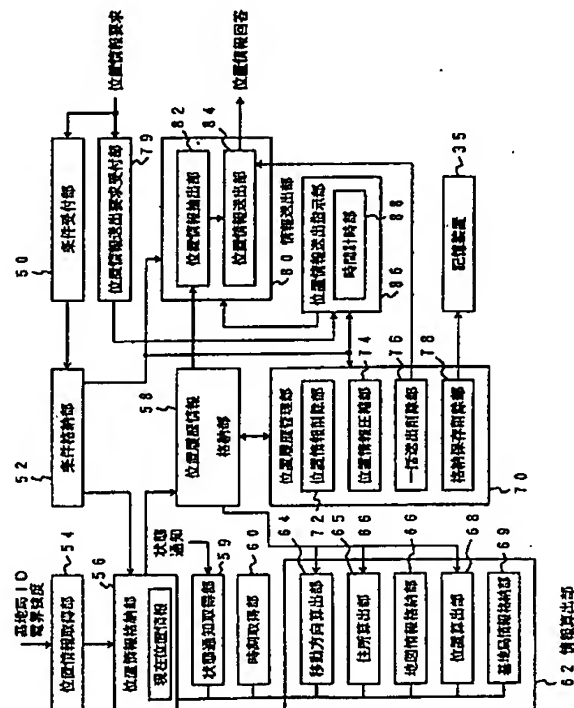 位置情報要求
条件受付部
50
位置情報送出要求受付部
79
位置情報抽出部
82
位置情報送出部
84
位置情報回答
80 情報送出部
位置情報送出指示部
時間計時部
88
86
記憶装置
35
条件格納部
52
位置履歴情報
格納部
58
位置履歴管理部
位置情報削除部
72
位置情報圧縮部
74
一括送出削除部
76
格納保存削除部
78
70
基地局ID
電界強度
位置情報取得部
54
位置情報格納部
56
現在位置情報
状態
通知
状態通知取得部
59
時刻取得部
60
移動方向算出部
64
住所算出部
65
66
地図情報格納部
66
位置算出部
68
基地局情報格納部
69
62 情報算出部